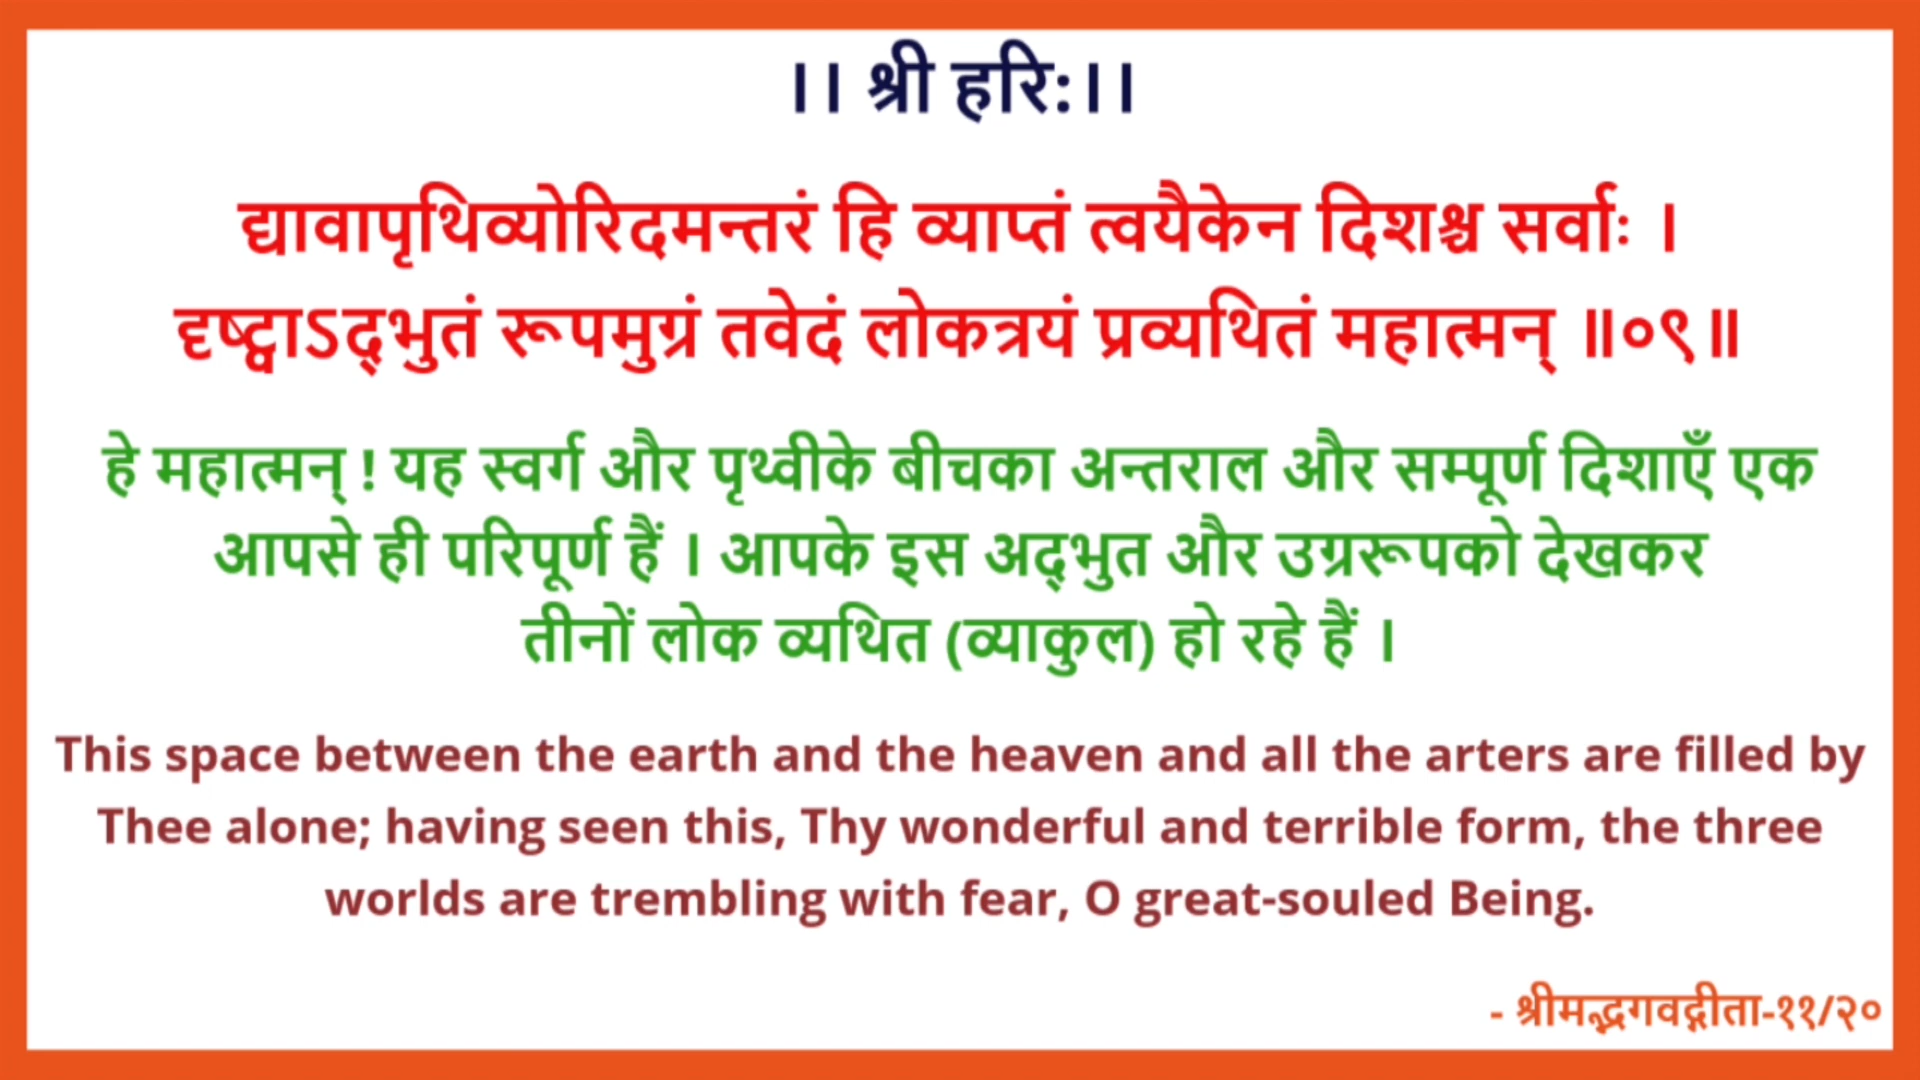 ।। श्री हरि:।।
द्यावापृथिव्योरिदमन्तरं हि व्याप्तं त्वयैकेन दिशश्च सर्वाः ।
दृष्ट्वाऽद्भुतं रूपमुग्रं तवेदं लोकत्रयं प्रव्यथितं महात्मन् ॥०९॥
हे महात्मन् ! यह स्वर्ग और पृथ्वीके बीचका अन्तराल और सम्पूर्ण दिशाएँ एक
आपसे ही परिपूर्ण हैं । आपके इस अद्भुत और उग्ररूपको देखकर
तीनों लोक व्यथित (व्याकुल) हो रहे हैं ।
This space between the earth and the heaven and all the arters are filled by
Thee alone; having seen this, Thy wonderful and terrible form, the three
worlds are trembling with fear, O great-souled Being.
- श्रीमद्भगवद्गीता-११/२०